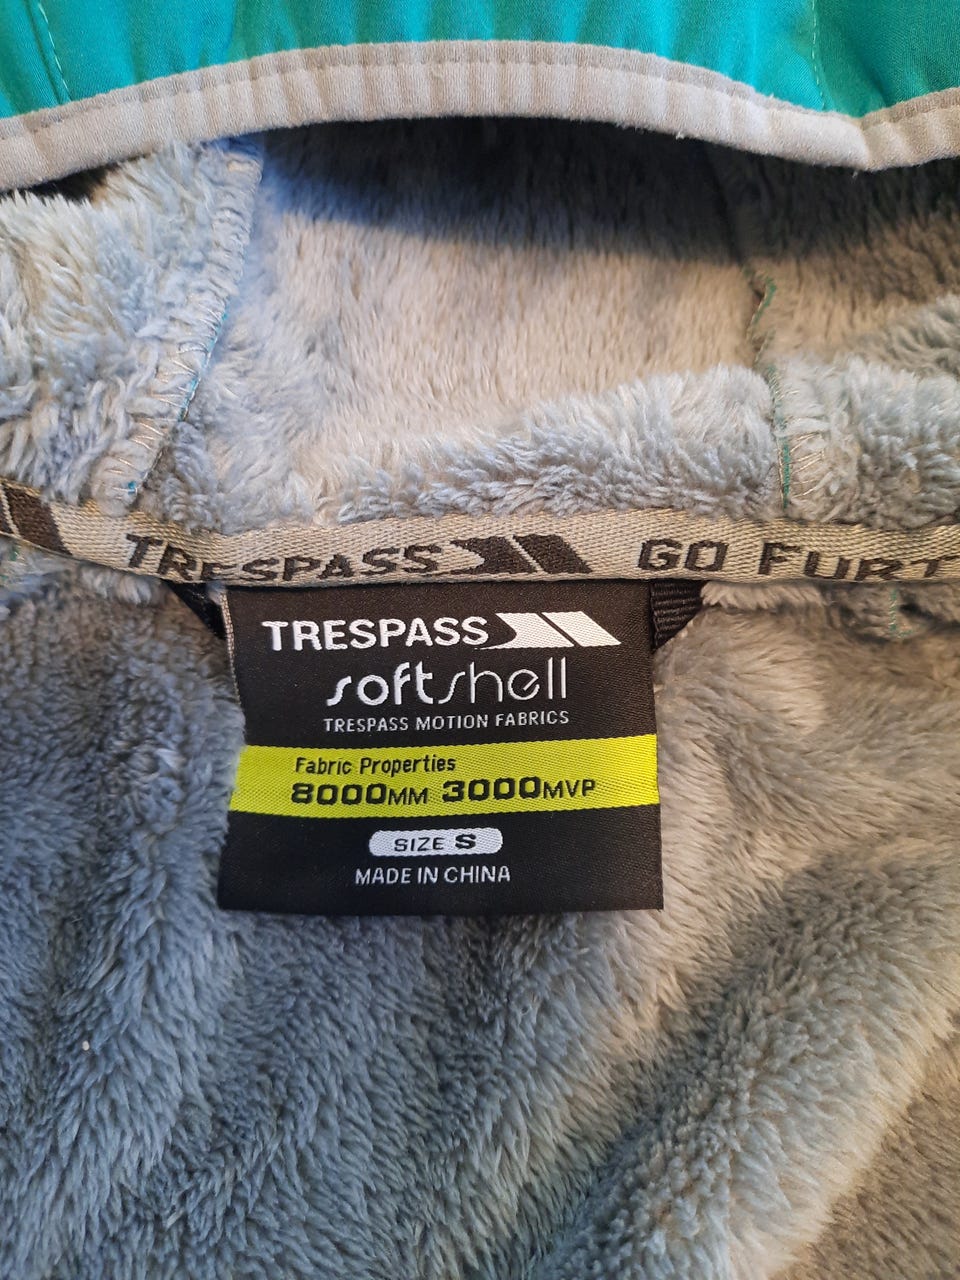 TRESPASS GO FURT
TRESPASS
softshell
TRESPASS MOTION FABRICS
Fabric Properties
8000MM 3000MVP
SIZE S
MADE IN CHINA